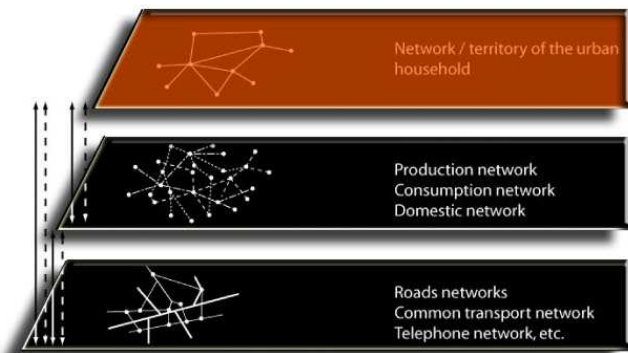 Network / territory of the urban
household
Production network
Consumption network
Domestic network
Roads networks
Common transport network
Telephone network, etc.